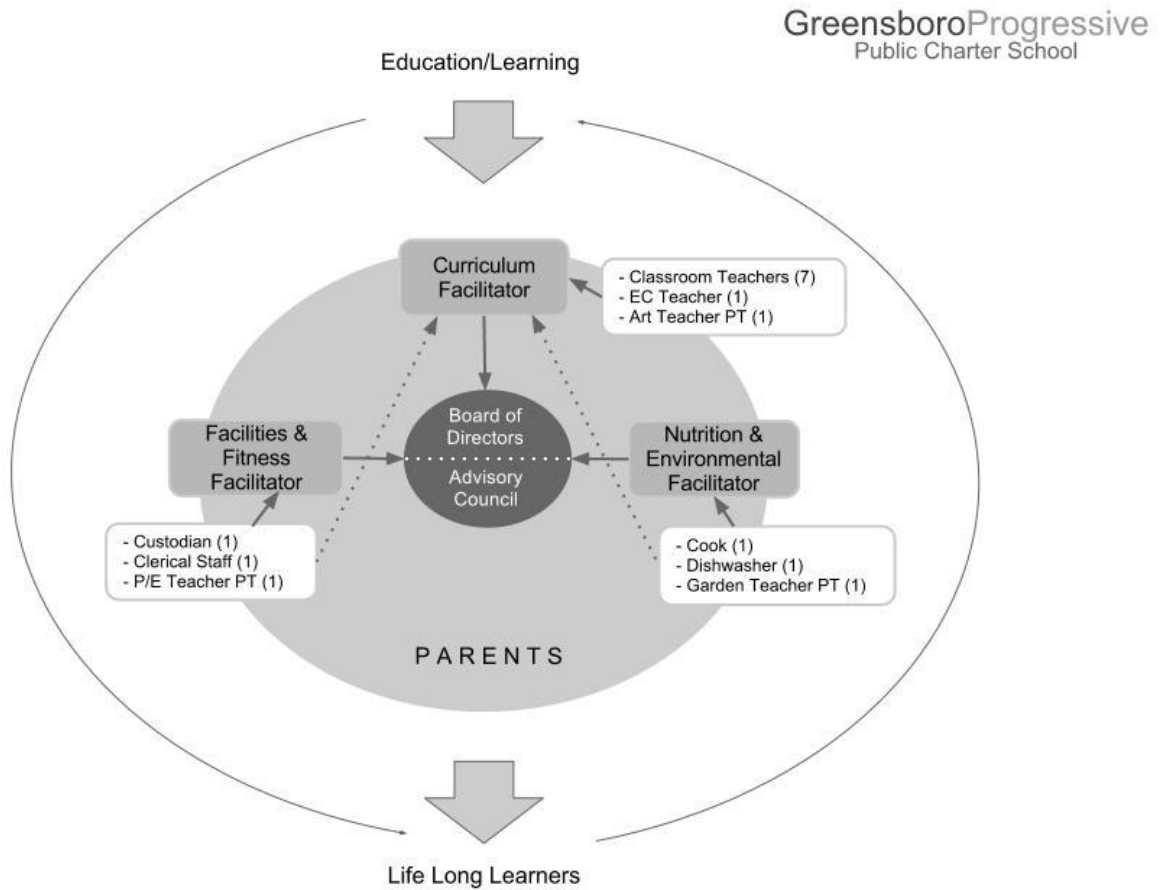 GreensboroProgressive
Public Charter School
Education/Learning
Curriculum
Facilitator
- Classroom Teachers (7)
- EC Teacher (1)
- Art Teacher PT (1)
Board of
Directors
Advisory
Council
Facilities &
Fitness
Facilitator
Nutrition &
Environmental
Facilitator
- Custodian (1)
- Clerical Staff (1)
- P/E Teacher PT (1)
- Cook (1)
- Dishwasher (1)
- Garden Teacher PT (1)
PARENTS
Life Long Learners